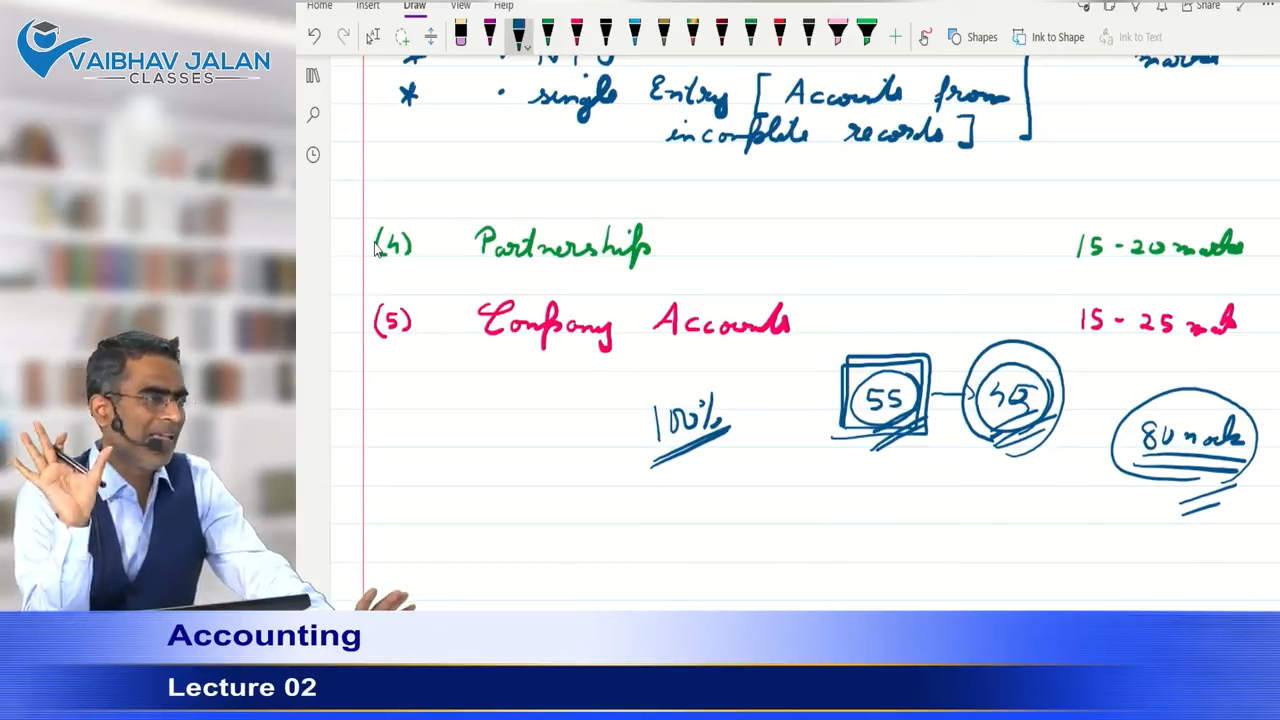 VAIBHAV JALAN
CLASSES
Home Insert Draw View Help Share
Shapes Ink to Shape Ink to Text
* · single Entry [ Accounts from
incomplete records ]
(4) Partnerships 15 - 20 marks
(5) Company Accounts 15 - 25
100% 55 45 80 marks
Accounting
Lecture 02